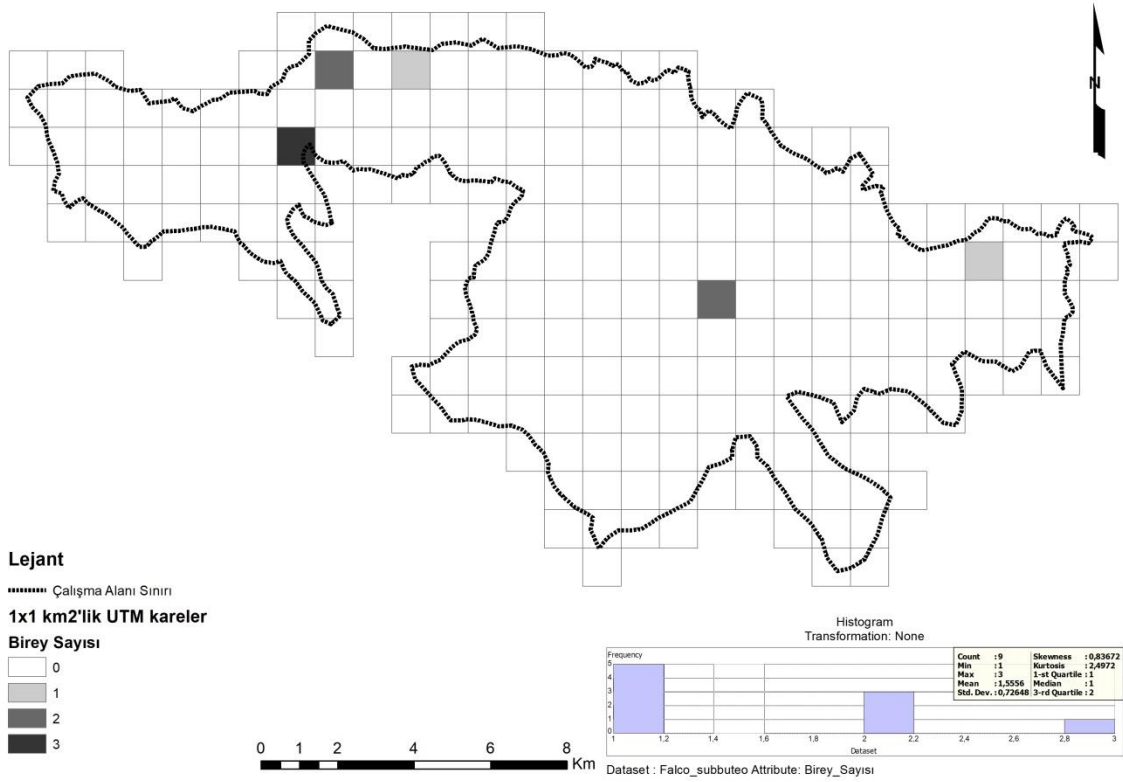 N
Lejant
Çalışma Alanı Sınırı
1x1 km2'lik UTM kareler
Birey Sayısı
0
1
2
3
0 1 2 4 6 8
Km
Histogram
Transformation: None
Frequency
5
4
3
2
1
0
Count : 9 Skewness : 0,83672
Min : 1 Kurtosis : 2,4972
Max : 3 1-st Quartile : 1
Mean : 1,5556 Median : 1
Std. Dev. : 0,72648 3-rd Quartile : 2
1 1,2 1,4 1,6 1,8 2 2,2 2,4 2,6 2,8 3
Dataset
Dataset : Falco_subbuteo Attribute: Birey_Sayısı